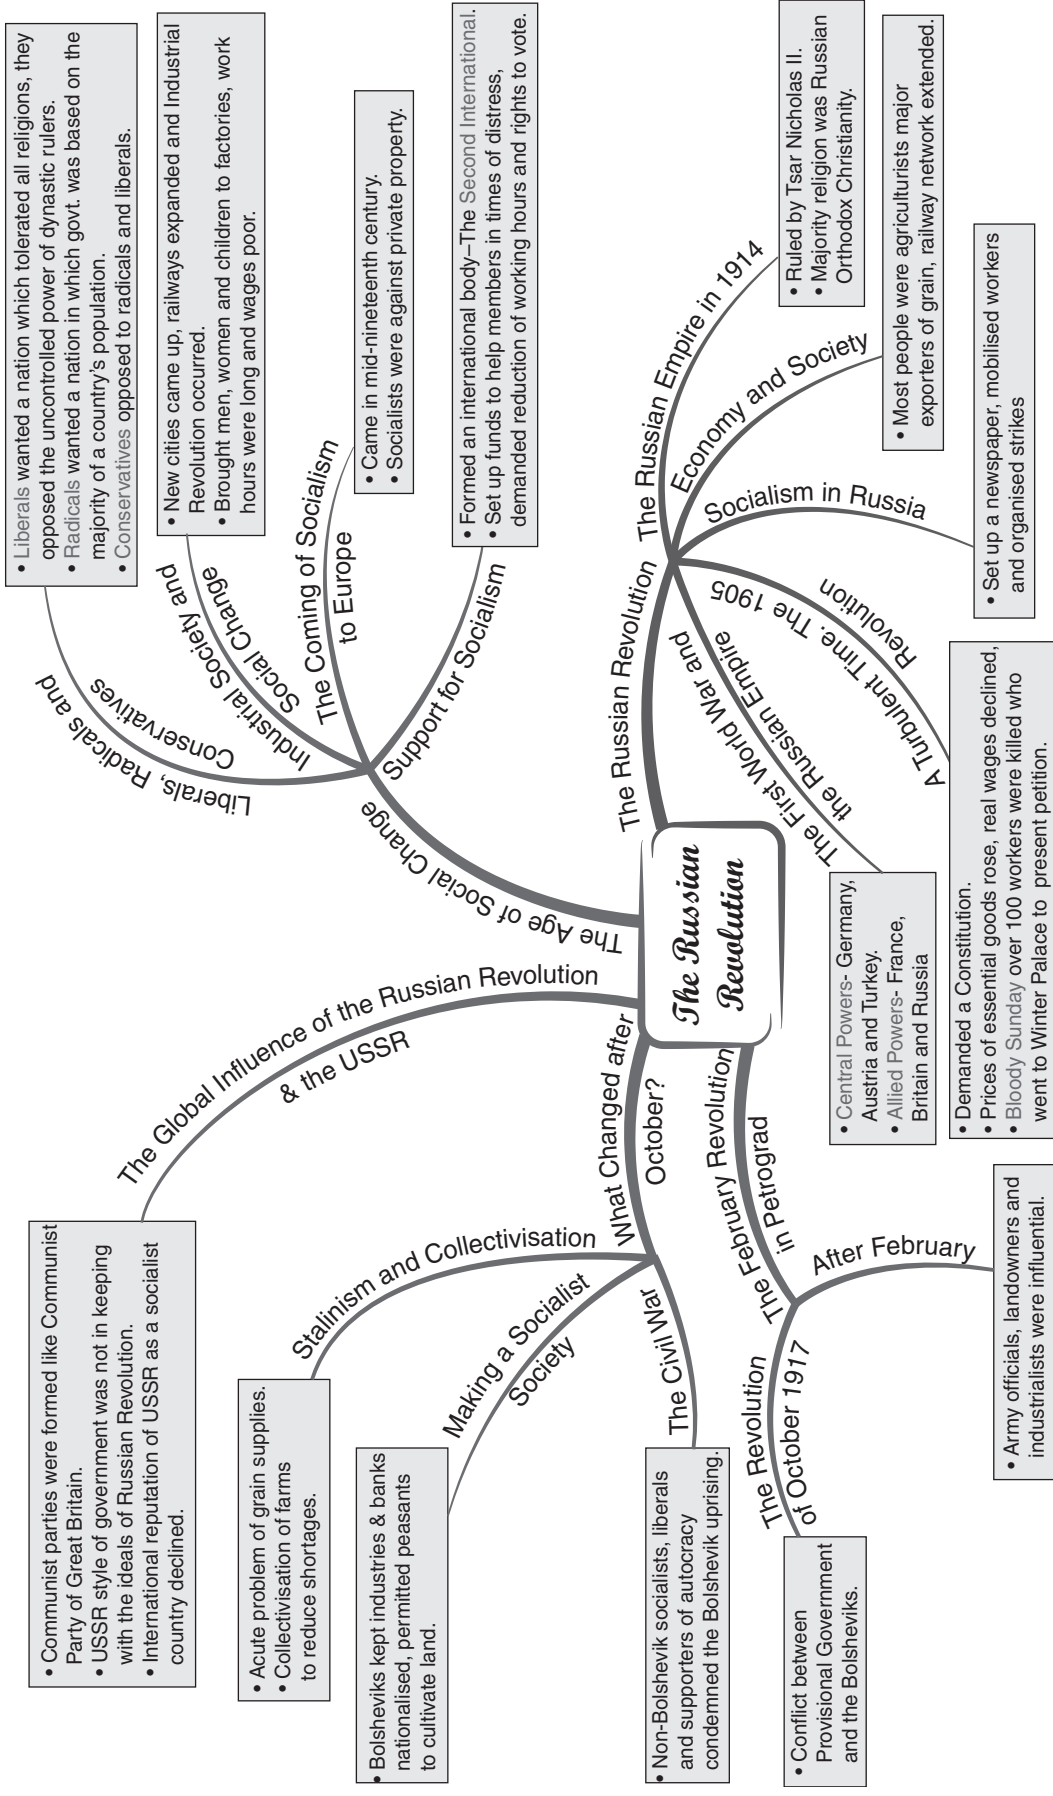 The Russian
Revolution
The Age of Social Change
Liberals, Radicals and
Conservatives
• Liberals wanted a nation which tolerated all religions, they
opposed the uncontrolled power of dynastic rulers.
• Radicals wanted a nation in which govt. was based on the
majority of a country's population.
• Conservatives opposed to radicals and liberals.
Industrial Society and
Social Change
• New cities came up, railways expanded and Industrial
Revolution occurred.
• Brought men, women and children to factories, work
hours were long and wages poor.
The Coming of Socialism
to Europe
• Came in mid-nineteenth century.
• Socialists were against private property.
Support for Socialism
• Formed an international body–The Second International.
• Set up funds to help members in times of distress,
demanded reduction of working hours and rights to vote.
The Russian Revolution
The Russian Empire in 1914
• Ruled by Tsar Nicholas II.
• Majority religion was Russian
Orthodox Christianity.
Economy and Society
• Most people were agriculturists major
exporters of grain, railway network extended.
Socialism in Russia
• Set up a newspaper, mobilised workers
and organised strikes
A Turbulent Time. The 1905
Revolution
• Demanded a Constitution.
• Prices of essential goods rose, real wages declined,
• Bloody Sunday over 100 workers were killed who
went to Winter Palace to present petition.
The First World War and
the Russian Empire
• Central Powers- Germany,
Austria and Turkey.
• Allied Powers- France,
Britain and Russia
The February Revolution
in Petrograd
After February
• Army officials, landowners and
industrialists were influential.
The Revolution
of October 1917
• Conflict between
Provisional Government
and the Bolsheviks.
What Changed after
October?
The Civil War
• Non-Bolshevik socialists, liberals
and supporters of autocracy
condemned the Bolshevik uprising.
Making a Socialist
Society
• Bolsheviks kept industries & banks
nationalised, permitted peasants
to cultivate land.
Stalinism and Collectivisation
• Acute problem of grain supplies.
• Collectivisation of farms
to reduce shortages.
The Global Influence of the Russian Revolution
& the USSR
• Communist parties were formed like Communist
Party of Great Britain.
• USSR style of government was not in keeping
with the ideals of Russian Revolution.
• International reputation of USSR as a socialist
country declined.